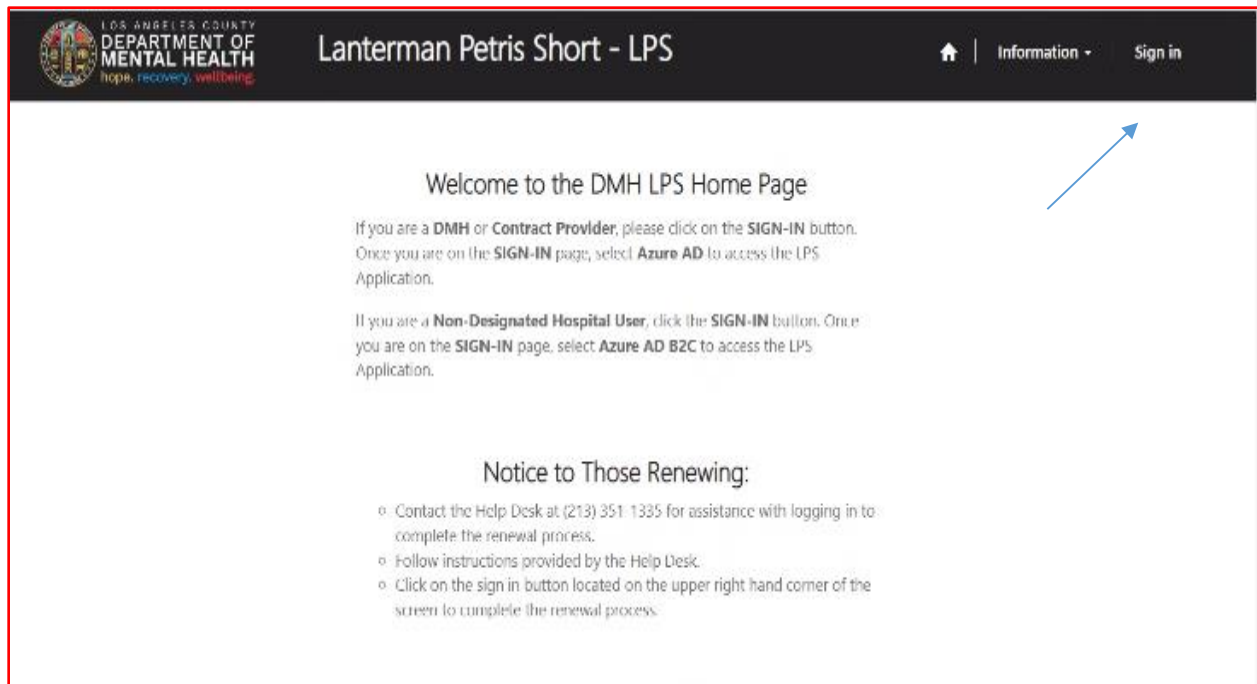 LOS ANGELES COUNTY
DEPARTMENT OF
MENTAL HEALTH
hope. recovery. wellbeing.
Lanterman Petris Short - LPS
Information
Sign in
Welcome to the DMH LPS Home Page
If you are a DMH or Contract Provider, please click on the SIGN-IN button.
Once you are on the SIGN-IN page, select Azure AD to access the LPS
Application.
If you are a Non-Designated Hospital User, click the SIGN-IN button. Once
you are on the SIGN-IN page, select Azure AD B2C to access the LPS
Application.
Notice to Those Renewing:
Contact the Help Desk at (213) 351-1335 for assistance with logging in to
complete the renewal process.
Follow instructions provided by the Help Desk.
Click on the sign in button located on the upper right hand corner of the
screen to complete the renewal process.